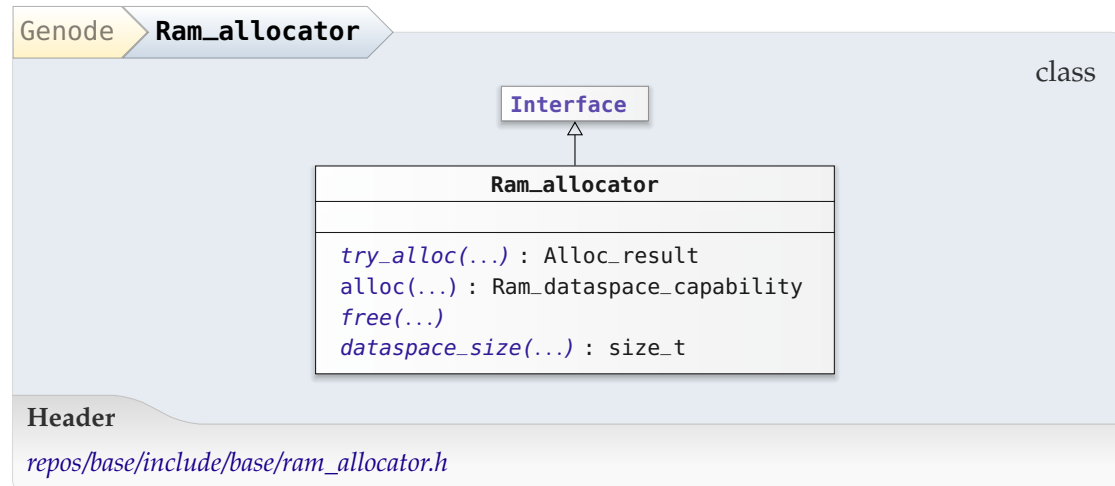 Genode Ram_allocator
class
Interface
Ram_allocator
try_alloc(...) : Alloc_result
alloc(...) : Ram_dataspace_capability
free(...)
dataspace_size(...) : size_t
Header
repos/base/include/base/ram_allocator.h